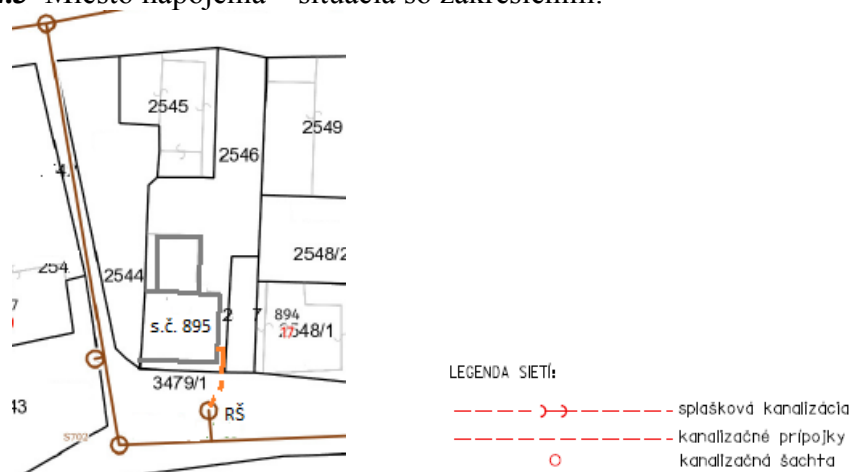 Miesto napojenia – situácia so zakreslením:
2545
2549
2546
254
2544
2548/2
s.č. 895
2 7
894
17
2548/1
3479/1
43
RŠ
S702
LEGENDA SIETÍ:
splašková kanalizácia
kanalizačné prípojky
kanalizačná šachta